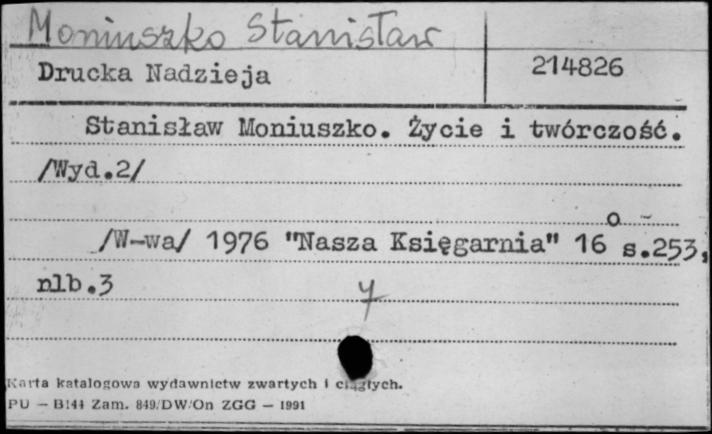 Moniuszko Stanisław
Drucka Nadzieja 214826
Stanisław Moniuszko. Życie i twórczość.
/Wyd.2/
/W-wa/ 1976 "Nasza Księgarnia" 16° s.253,
nlb.3
y
Karta katalogowa wydawnictw zwartych i ciągłych.
PU — B144 Zam. 849/DW/On ZGG — 1991